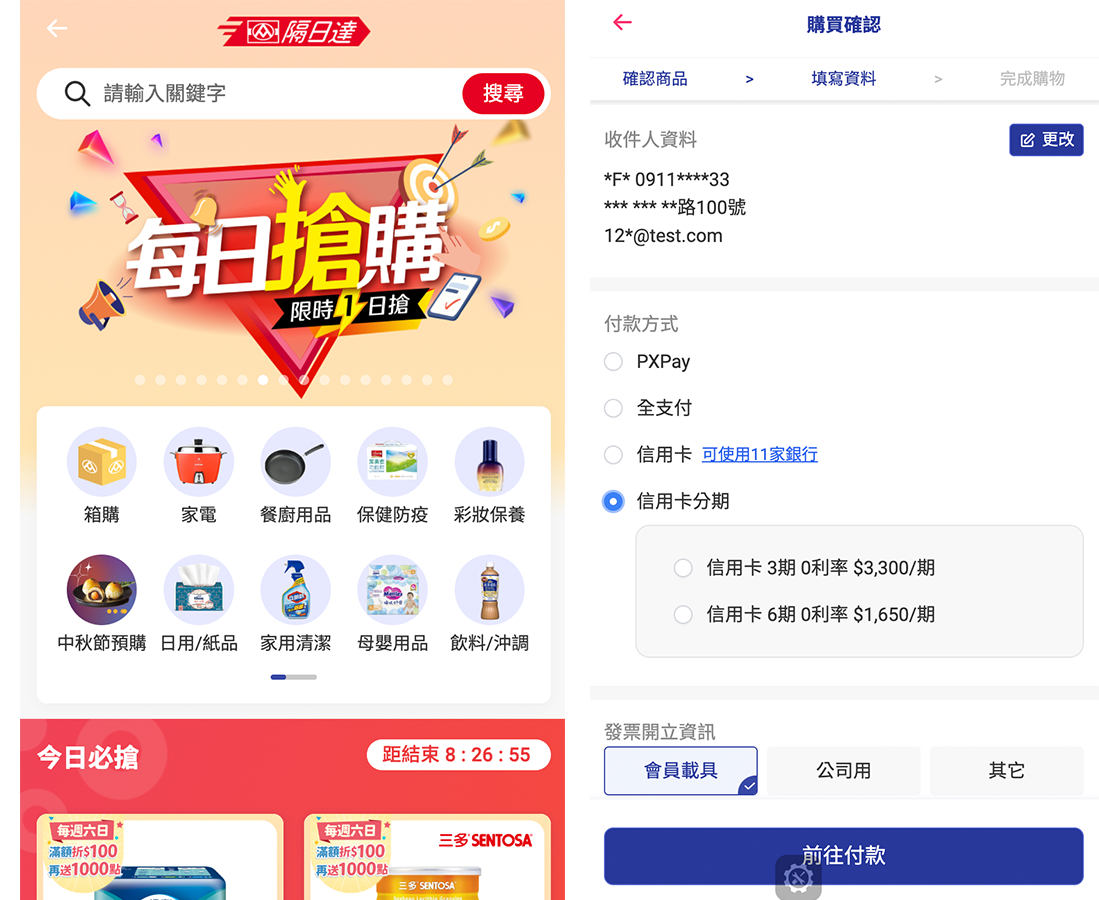 隔日達
請輸入關鍵字
搜尋
每日搶購
限時1日搶
箱購
家電
餐廚用品
保健防疫
彩妝保養
中秋節預購
日用/紙品
家用清潔
母嬰用品
飲料/沖調
今日必搶
距結束 8 : 26 : 55
每週六日
滿額折$100
再送1000點
每週六日
滿額折$100
再送1000點
三多 SENTOSA
三多 SENTOSA
購買確認
確認商品
>
填寫資料
>
完成購物
收件人資料
更改
*F* 0911****33
*** *** **路100號
12*@test.com
付款方式
PXPay
全支付
信用卡 可使用11家銀行
信用卡分期
信用卡 3期 0利率 $3,300/期
信用卡 6期 0利率 $1,650/期
發票開立資訊
會員載具
公司用
其它
前往付款